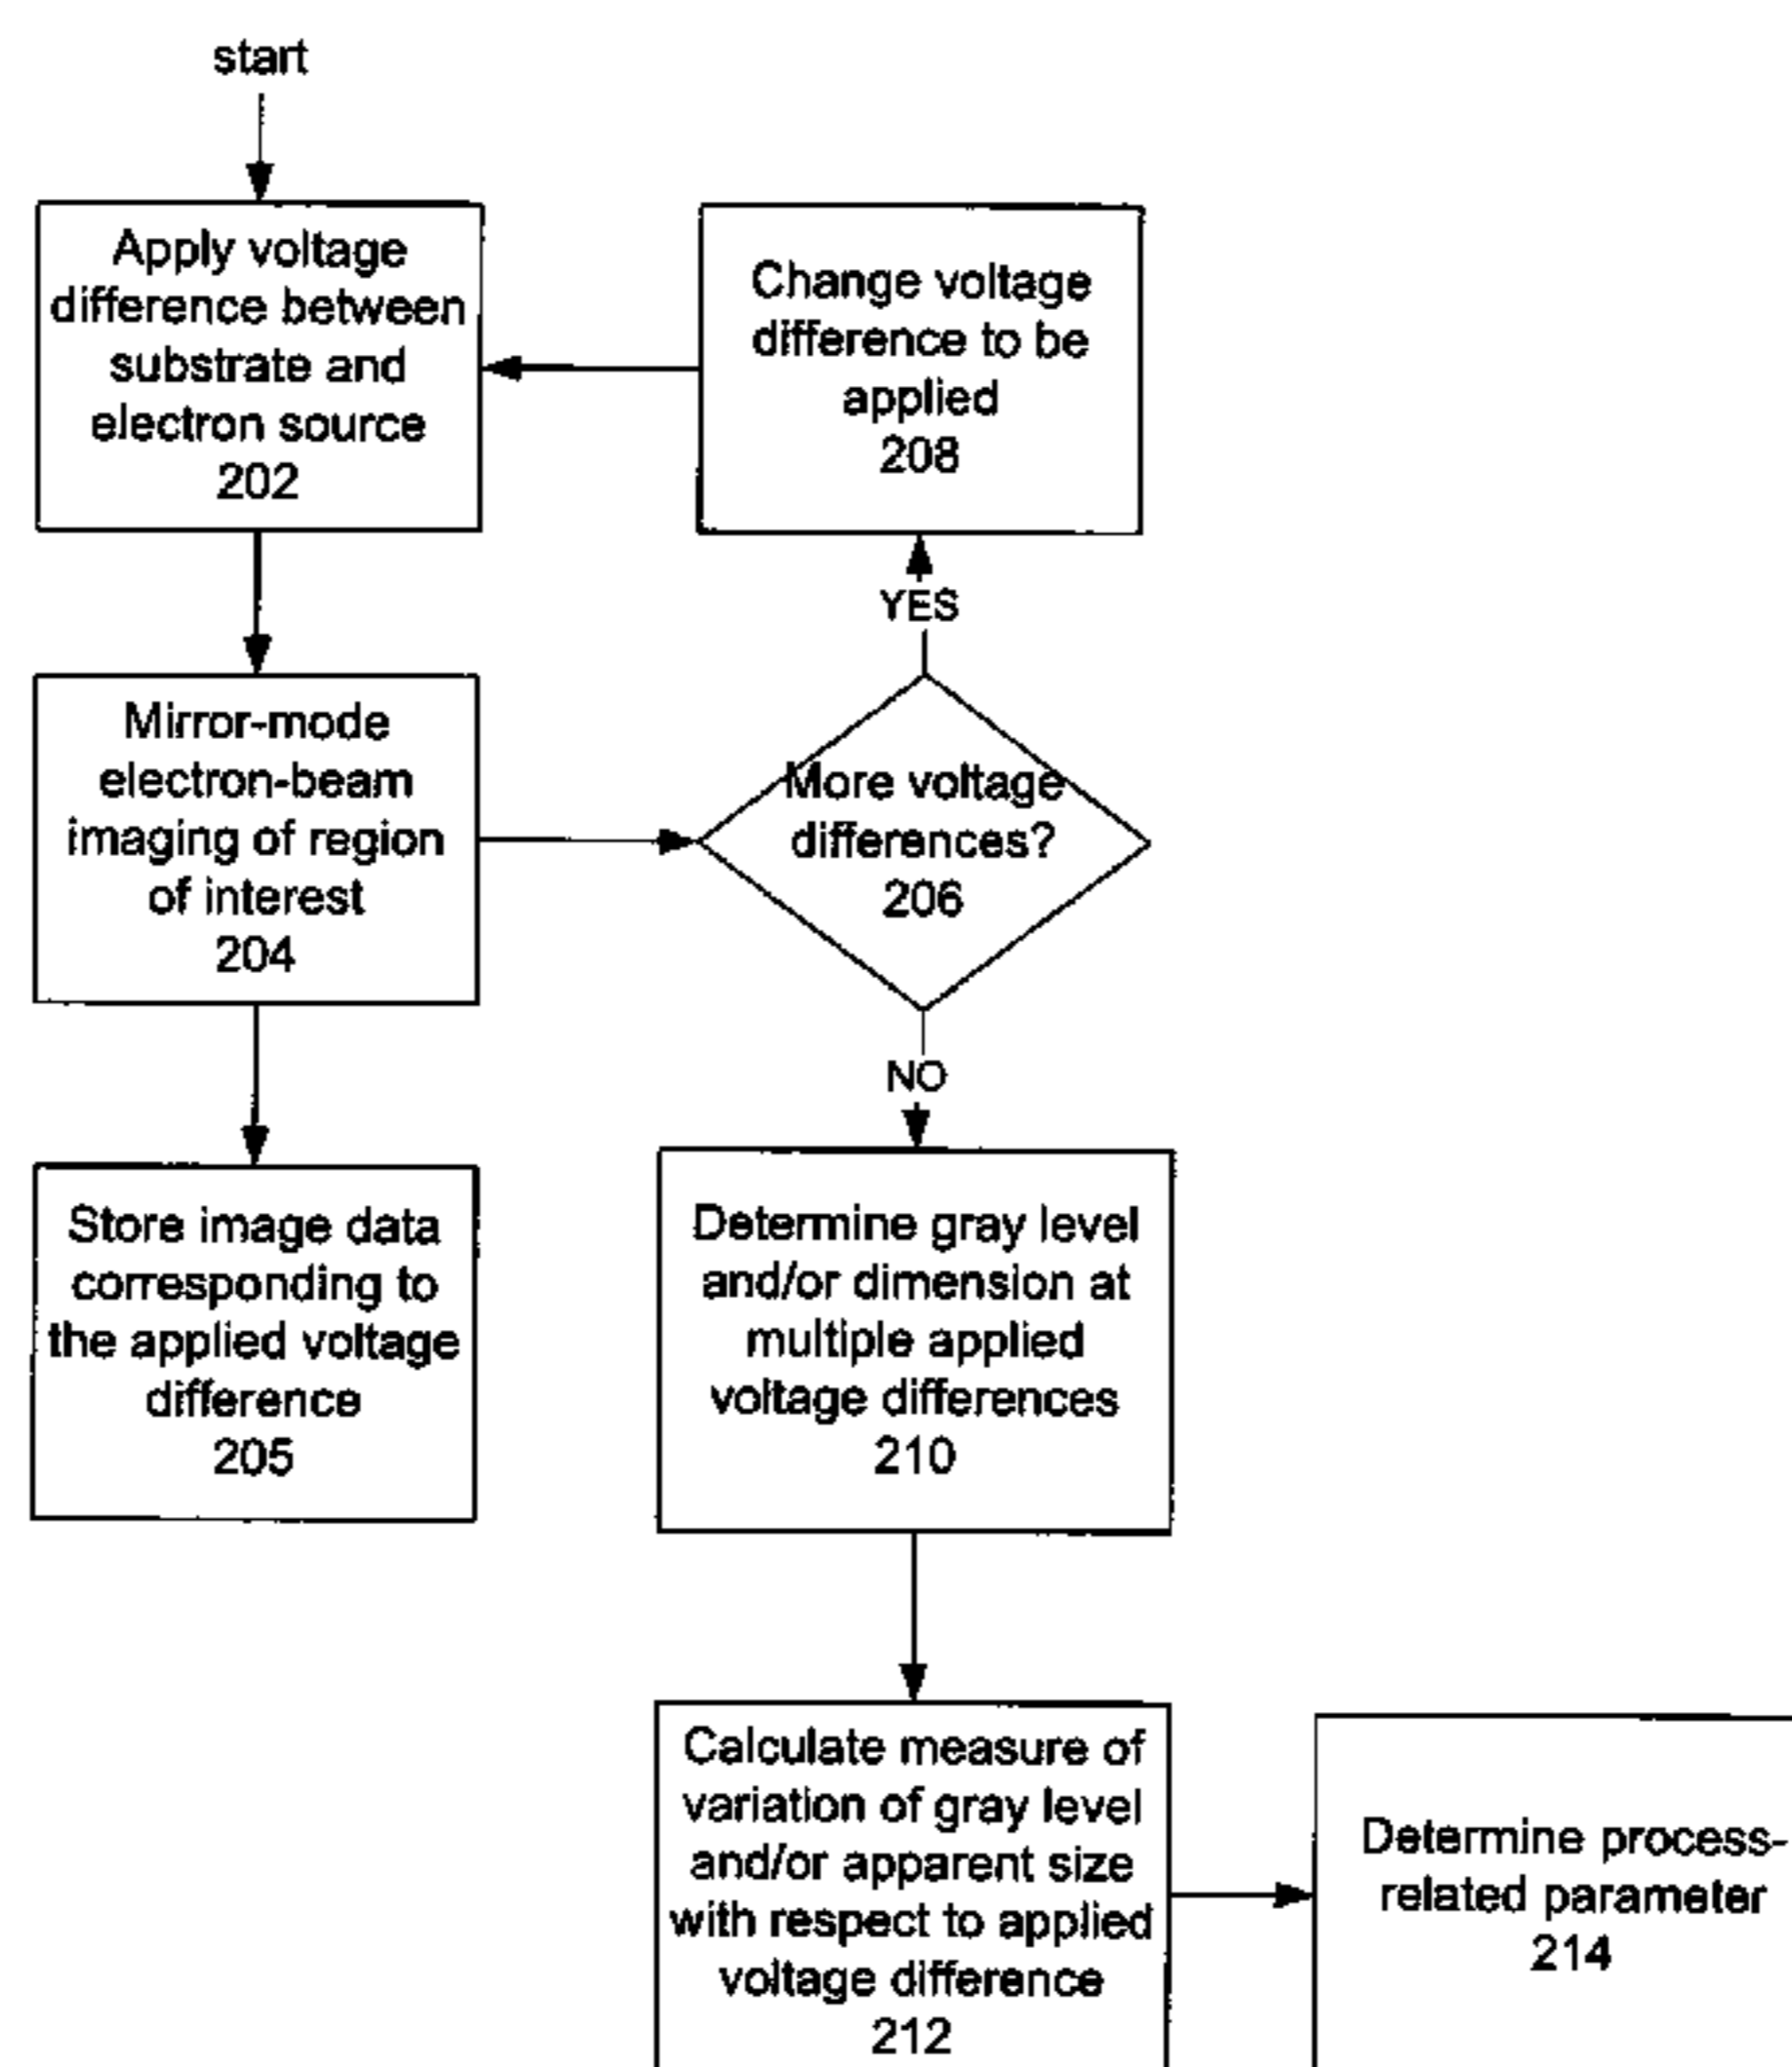 start
Apply voltage
difference between
substrate and
electron source
202
Change voltage
difference to be
applied
208
YES
Mirror-mode
electron-beam
imaging of region
of interest
204
More voltage
differences?
206
NO
Store image data
corresponding to
the applied voltage
difference
205
Determine gray level
and/or dimension at
multiple applied
voltage differences
210
Calculate measure of
variation of gray level
and/or apparent size
with respect to applied
voltage difference
212
Determine process-
related parameter
214